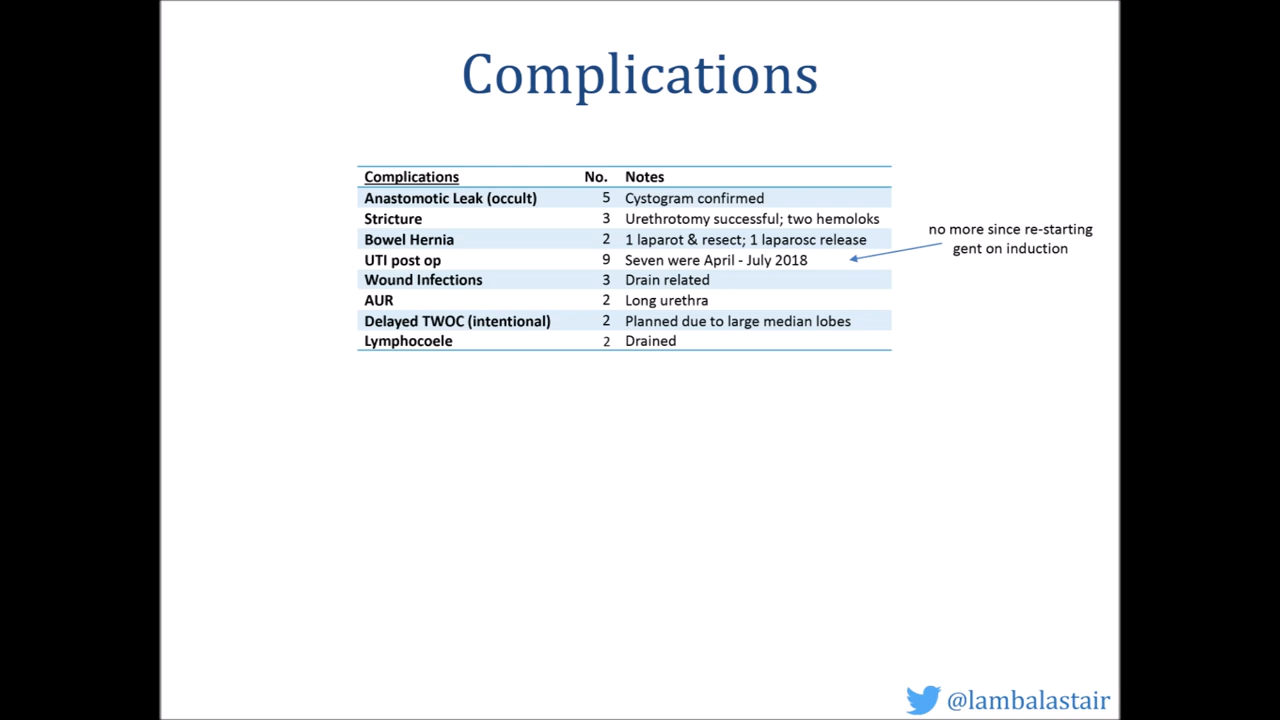 Complications
Complications No. Notes
Anastomotic Leak (occult) 5 Cystogram confirmed
Stricture 3 Urethrotomy successful; two hemoloks
Bowel Hernia 2 1 laparot & resect; 1 laparosc release
UTI post op 9 Seven were April - July 2018
Wound Infections 3 Drain related
AUR 2 Long urethra
Delayed TWOC (intentional) 2 Planned due to large median lobes
Lymphocoele 2 Drained
no more since re-starting
gent on induction
@lambalastair